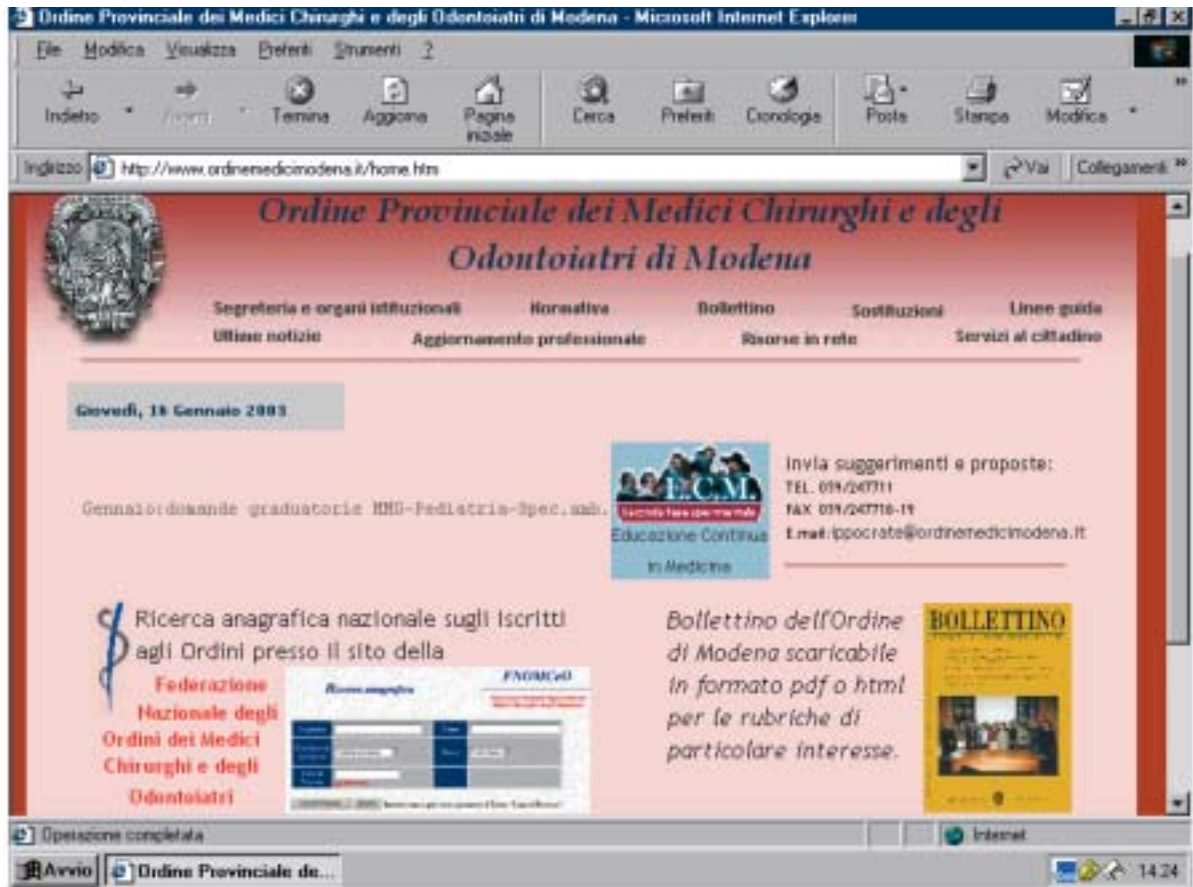 Ordine Provinciale dei Medici Chirurghi e degli Odontoiatri di Modena - Microsoft Internet Explorer
File Modifica Visualizza Preferiti Strumenti ?
Indietro Avanti Termina Aggiorna Pagina iniziale Cerca Preferiti Cronologia Posta Stampa Modifica
Indirizzo http://www.ordinemedicimodena.it/home.htm Vai Collegamenti
Ordine Provinciale dei Medici Chirurghi e degli
Odontoiatri di Modena
Segreteria e organi istituzionali Normativa Bollettino Sostituzioni Linee guida
Ultime notizie Aggiornamento professionale Risorse in rete Servizi al cittadino
Giovedì, 16 Gennaio 2003
Gennaio:domande graduatorie MMG-Pediatria-Spec.amb.
E.C.M.
Educazione Continua
in Medicina
Invia suggerimenti e proposte:
TEL. 059/247711
FAX 059/247710-19
E.mail:ippocrate@ordinemedicimodena.it
Ricerca anagrafica nazionale sugli iscritti
agli Ordini presso il sito della
Federazione
Nazionale degli
Ordini dei Medici
Chirurghi e degli
Odontoiatri
Ricerca anagrafica
FNOMCeO
Bollettino dell'Ordine
di Modena scaricabile
in formato pdf o html
per le rubriche di
particolare interesse.
BOLLETTINO
Operazione completata Internet
Avvio Ordine Provinciale de... 14.24